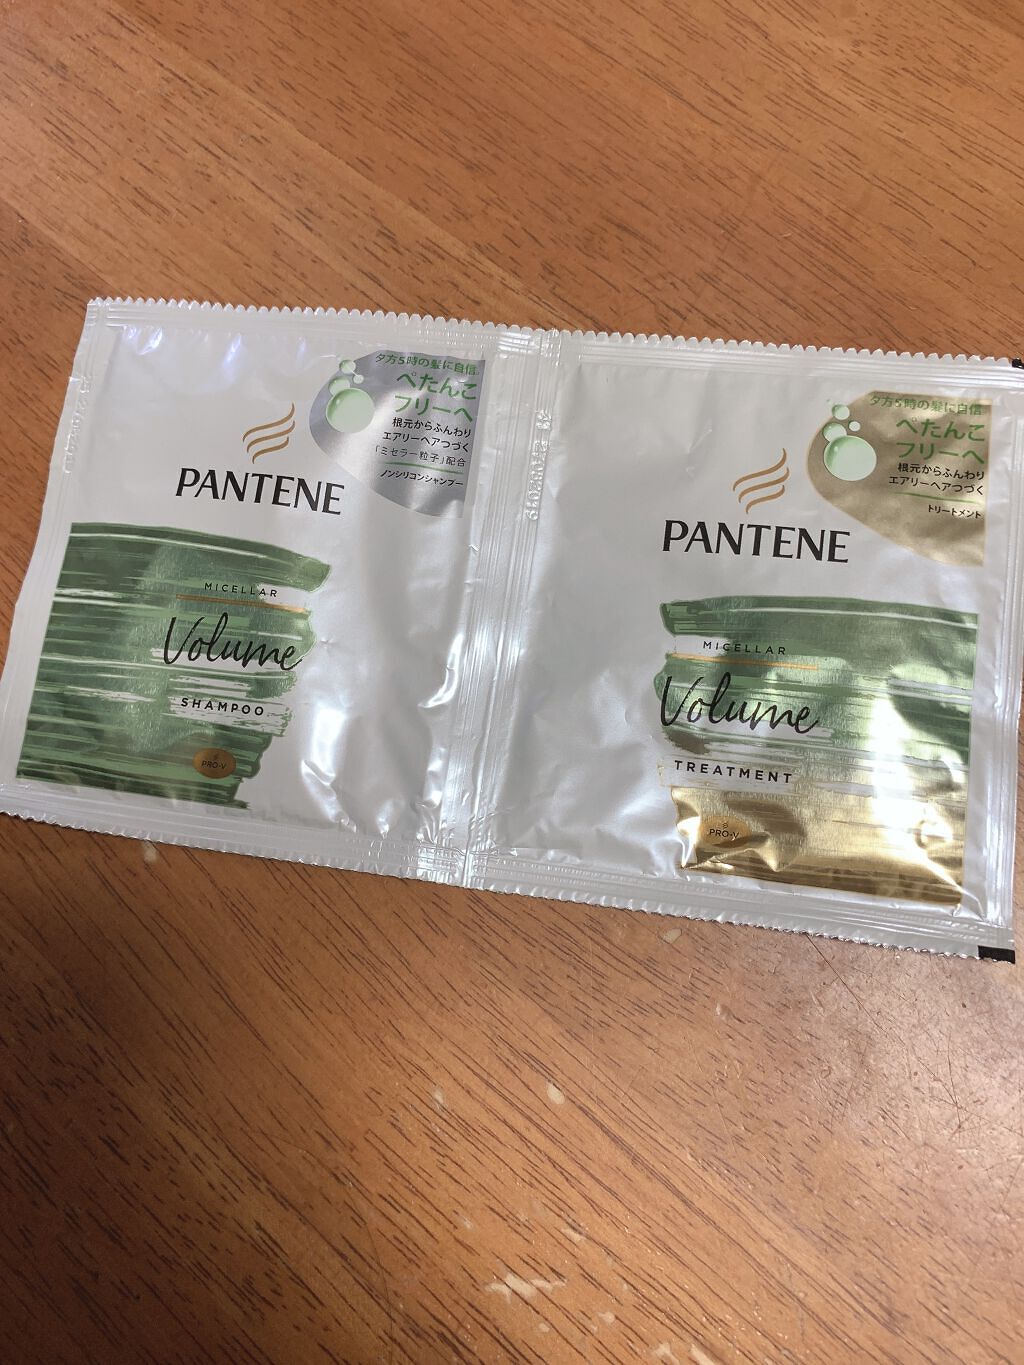 夕方5時の髪に自信。
ぺたんこ
フリーへ
根元からふんわり
エアリーヘアつづく
「ミセラー粒子」配合
ノンシリコンシャンプー
PANTENE
MICELLAR
Volume
SHAMPOO
PRO-V
夕方5時の髪に自信。
ぺたんこ
フリーへ
根元からふんわり
エアリーヘアつづく
トリートメント
PANTENE
MICELLAR
Volume
TREATMENT
PRO-V